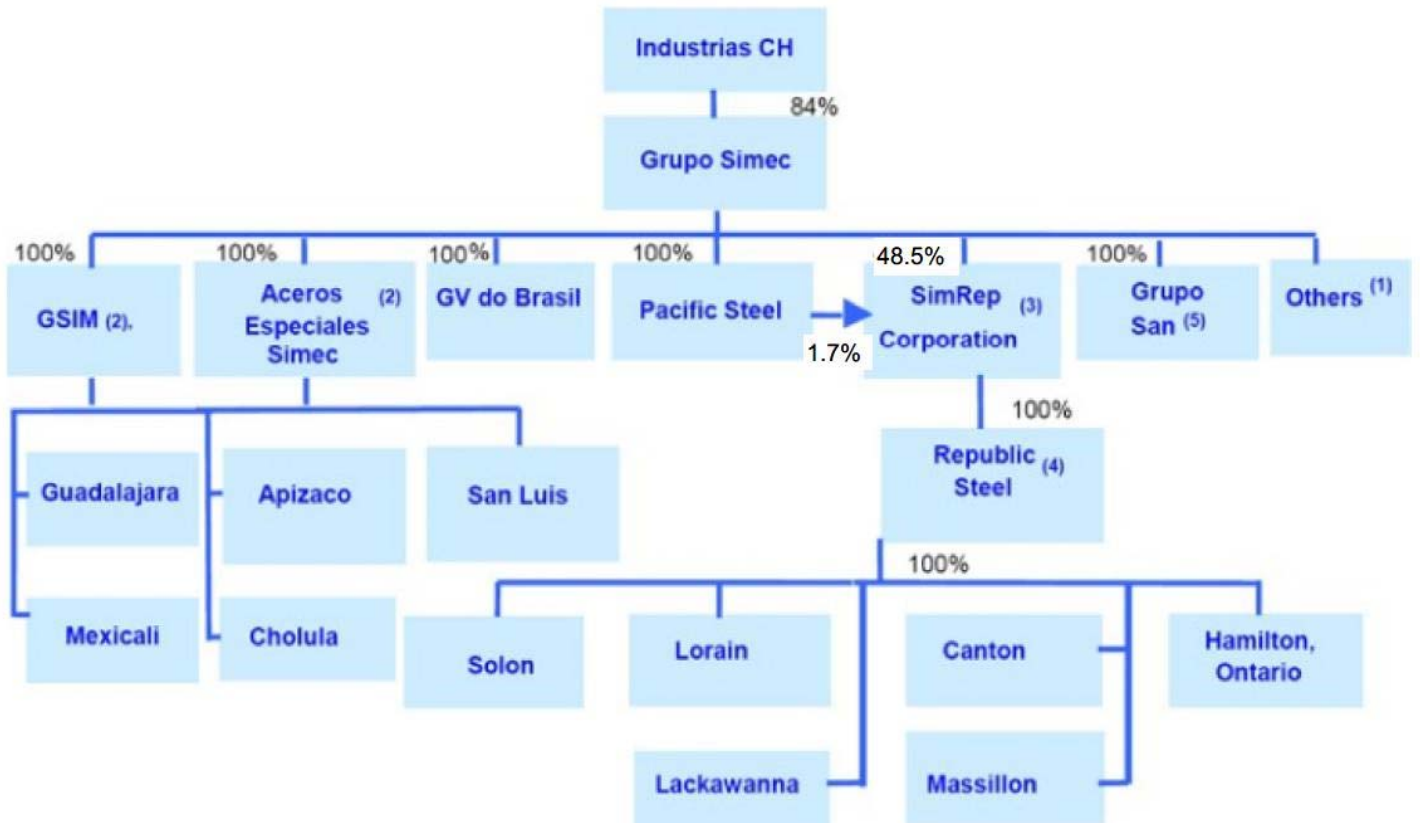 Industrias CH
84%
Grupo Simec
100%
100%
100%
100%
48.5%
100%
GSIM (2).
Aceros (2)
Especiales
Simec
GV do Brasil
Pacific Steel
1.7%
SimRep (3)
Corporation
Grupo
San (5)
Others (1)
100%
Republic (4)
Steel
Guadalajara
Apizaco
San Luis
100%
Mexicali
Cholula
Solon
Lorain
Canton
Hamilton,
Ontario
Lackawanna
Massillon